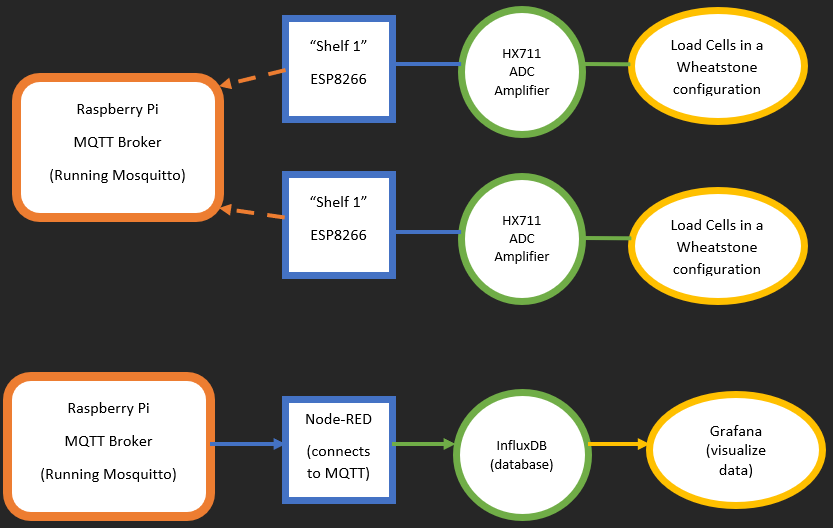 Raspberry Pi
MQTT Broker
(Running Mosquitto)
“Shelf 1”
ESP8266
HX711
ADC
Amplifier
Load Cells in a
Wheatstone
configuration
“Shelf 1”
ESP8266
HX711
ADC
Amplifier
Load Cells in a
Wheatstone
configuration
Raspberry Pi
MQTT Broker
(Running Mosquitto)
Node-RED
(connects
to MQTT)
InfluxDB
(database)
Grafana
(visualize
data)